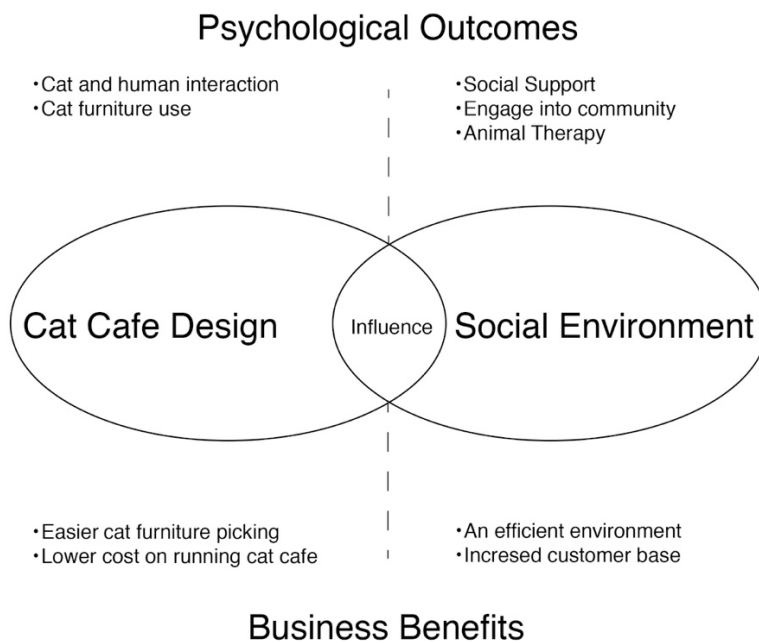 Psychological Outcomes
•Cat and human interaction
•Cat furniture use
•Social Support
•Engage into community
•Animal Therapy
Cat Cafe Design
Influence
Social Environment
•Easier cat furniture picking
•Lower cost on running cat cafe
•An efficient environment
•Incresed customer base
Business Benefits